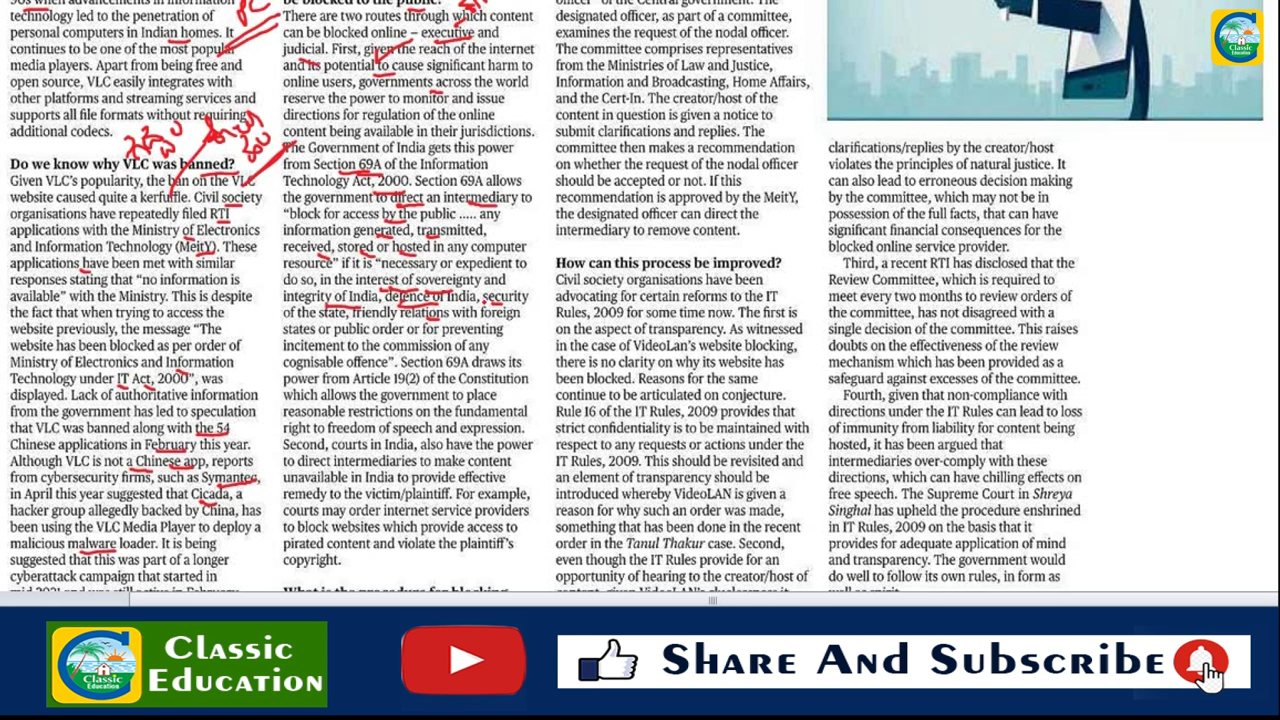 90s when advancements in information
technology led to the penetration of
personal computers in Indian homes. It
continues to be one of the most popular
media players. Apart from being free and
open source, VLC easily integrates with
other platforms and streaming services and
supports all file formats without requiring
additional codecs.
Do we know why VLC was banned?
Given VLC's popularity, the ban on the VLC
website caused quite a kerfuffle. Civil society
organisations have repeatedly filed RTI
applications with the Ministry of Electronics
and Information Technology (MeitY). These
applications have been met with similar
responses stating that “no information is
available” with the Ministry. This is despite
the fact that when trying to access the
website previously, the message “The
website has been blocked as per order of
Ministry of Electronics and Information
Technology under IT Act, 2000”, was
displayed. Lack of authoritative information
from the government has led to speculation
that VLC was banned along with the 54
Chinese applications in February this year.
Although VLC is not a Chinese app, reports
from cybersecurity firms, such as Symantec,
in April this year suggested that Cicada, a
hacker group allegedly backed by China, has
been using the VLC Media Player to deploy a
malicious malware loader. It is being
suggested that this was part of a longer
cyberattack campaign that started in
mid 2021 and was still active in February
be blocked to the public?
There are two routes through which content
can be blocked online – executive and
judicial. First, given the reach of the internet
and its potential to cause significant harm to
online users, governments across the world
reserve the power to monitor and issue
directions for regulation of the online
content being available in their jurisdictions.
The Government of India gets this power
from Section 69A of the Information
Technology Act, 2000. Section 69A allows
the government to direct an intermediary to
“block for access by the public ..... any
information generated, transmitted,
received, stored or hosted in any computer
resource” if it is “necessary or expedient to
do so, in the interest of sovereignty and
integrity of India, defence of India, security
of the state, friendly relations with foreign
states or public order or for preventing
incitement to the commission of any
cognisable offence”. Section 69A draws its
power from Article 19(2) of the Constitution
which allows the government to place
reasonable restrictions on the fundamental
right to freedom of speech and expression.
Second, courts in India, also have the power
to direct intermediaries to make content
unavailable in India to provide effective
remedy to the victim/plaintiff. For example,
courts may order internet service providers
to block websites which provide access to
pirated content and violate the plaintiff's
copyright.
What is the procedure for blocking
officer” of the Central government. The
designated officer, as part of a committee,
examines the request of the nodal officer.
The committee comprises representatives
from the Ministries of Law and Justice,
Information and Broadcasting, Home Affairs,
and the Cert-In. The creator/host of the
content in question is given a notice to
submit clarifications and replies. The
committee then makes a recommendation
on whether the request of the nodal officer
should be accepted or not. If this
recommendation is approved by the MeitY,
the designated officer can direct the
intermediary to remove content.
How can this process be improved?
Civil society organisations have been
advocating for certain reforms to the IT
Rules, 2009 for some time now. The first is
on the aspect of transparency. As witnessed
in the case of VideoLan's website blocking,
there is no clarity on why its website has
been blocked. Reasons for the same
continue to be articulated on conjecture.
Rule 16 of the IT Rules, 2009 provides that
strict confidentiality is to be maintained with
respect to any requests or actions under the
IT Rules, 2009. This should be revisited and
an element of transparency should be
introduced whereby VideoLAN is given a
reason for why such an order was made,
something that has been done in the recent
order in the Tanul Thakur case. Second,
even though the IT Rules provide for an
opportunity of hearing to the creator/host of
content, given VideoLAN's cluelessness it
clarifications/replies by the creator/host
violates the principles of natural justice. It
can also lead to erroneous decision making
by the committee, which may not be in
possession of the full facts, that can have
significant financial consequences for the
blocked online service provider.
Third, a recent RTI has disclosed that the
Review Committee, which is required to
meet every two months to review orders of
the committee, has not disagreed with a
single decision of the committee. This raises
doubts on the effectiveness of the review
mechanism which has been provided as a
safeguard against excesses of the committee.
Fourth, given that non-compliance with
directions under the IT Rules can lead to loss
of immunity from liability for content being
hosted, it has been argued that
intermediaries over-comply with these
directions, which can have chilling effects on
free speech. The Supreme Court in Shreya
Singhal has upheld the procedure enshrined
in IT Rules, 2009 on the basis that it
provides for adequate application of mind
and transparency. The government would
do well to follow its own rules, in form as
well as spirit.
Classic
Education
Classic
Education
Classic
Education
Share And Subscribe